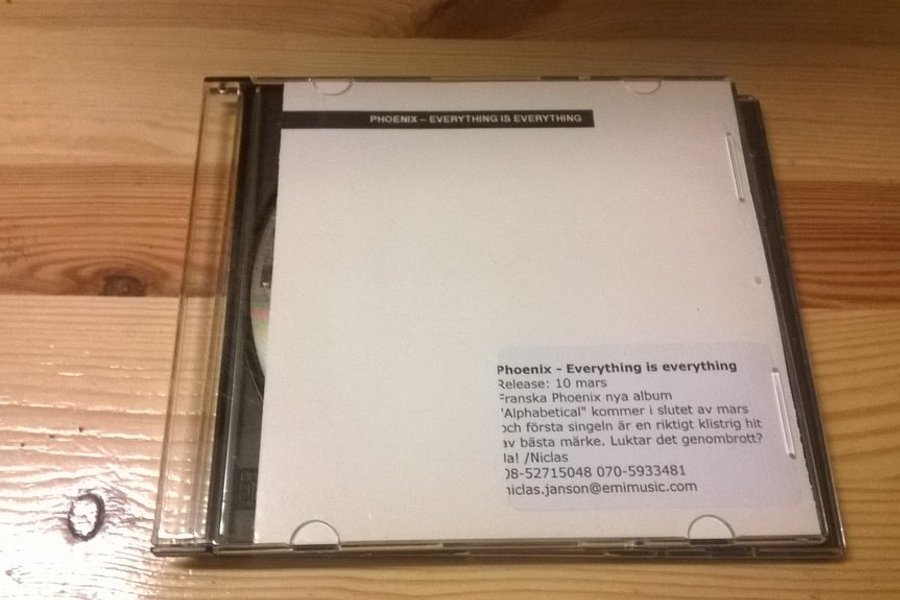 PHOENIX – EVERYTHING IS EVERYTHING
Phoenix - Everything is everything
Release: 10 mars
Franska Phoenix nya album
"Alphabetical" kommer i slutet av mars
och första singeln är en riktigt klistrig hit
av bästa märke. Luktar det genombrott?
Ja! /Niclas
08-52715048 070-5933481
niclas.janson@emimusic.com